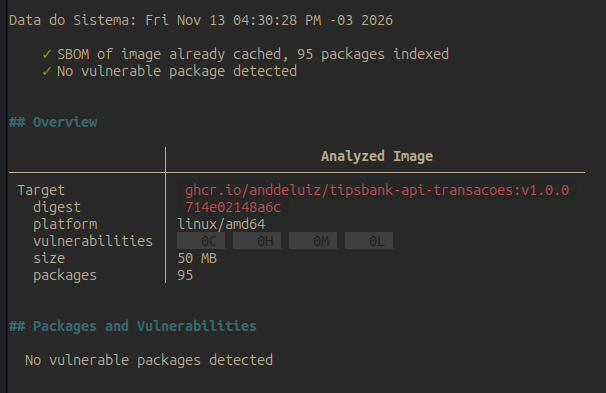 Data do Sistema: Fri Nov 13 04:30:28 PM -03 2026
✓ SBOM of image already cached, 95 packages indexed
✓ No vulnerable package detected
## Overview
Analyzed Image
Target ghcr.io/anddeluiz/tipsbank-api-transacoes:v1.0.0
digest 714e02148a6c
platform linux/amd64
vulnerabilities 0C 0H 0M 0L
size 50 MB
packages 95
## Packages and Vulnerabilities
No vulnerable packages detected